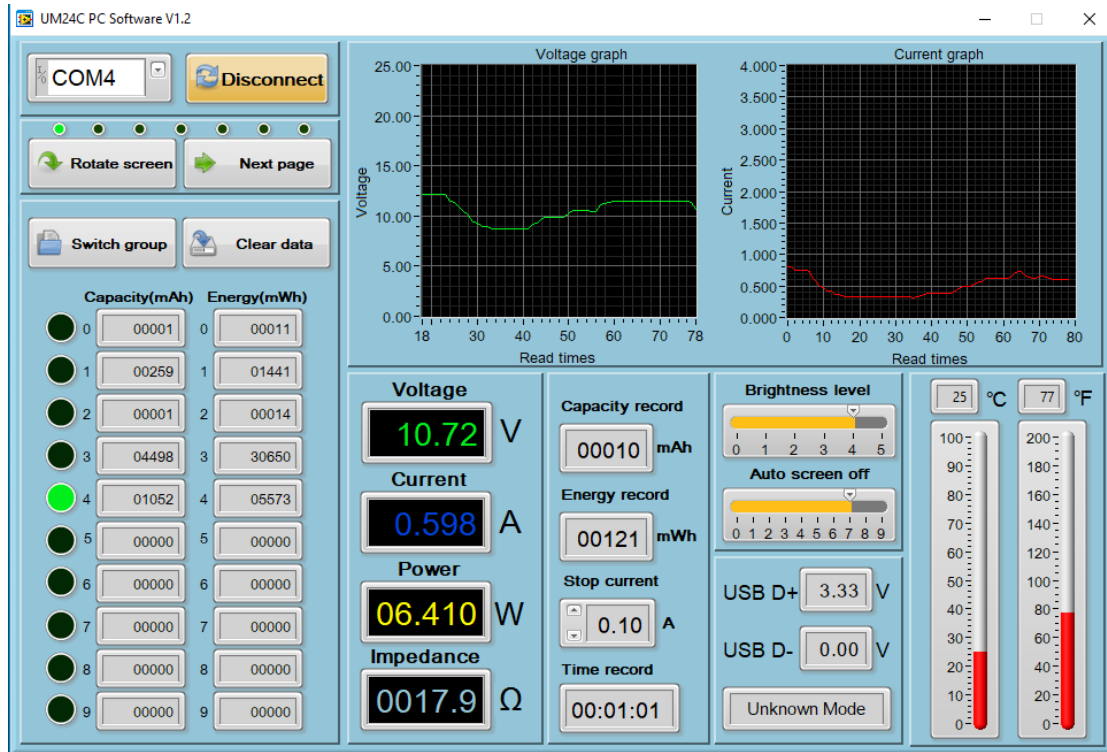 UM24C PC Software V1.2
I/O COM4
Disconnect
Rotate screen
Next page
Switch group
Clear data
Capacity(mAh) Energy(mWh)
0 00001 0 00011
1 00259 1 01441
2 00001 2 00014
3 04498 3 30650
4 01052 4 05573
5 00000 5 00000
6 00000 6 00000
7 00000 7 00000
8 00000 8 00000
9 00000 9 00000
Voltage graph
25.00
20.00
15.00
10.00
5.00
0.00
Voltage
18 30 40 50 60 70 78
Read times
Current graph
4.000
3.500
3.000
2.500
2.000
1.500
1.000
0.500
0.000
Current
0 10 20 30 40 50 60 70 80
Read times
Voltage
10.72 V
Current
0.598 A
Power
06.410 W
Impedance
0017.9 Ω
Capacity record
00010 mAh
Energy record
00121 mWh
Stop current
0.10 A
Time record
00:01:01
Brightness level
0 1 2 3 4 5
Auto screen off
0 1 2 3 4 5 6 7 8 9
USB D+ 3.33 V
USB D- 0.00 V
Unknown Mode
25 °C
100
90
80
70
60
50
40
30
20
10
0
77 °F
200
180
160
140
120
100
80
60
40
20
0